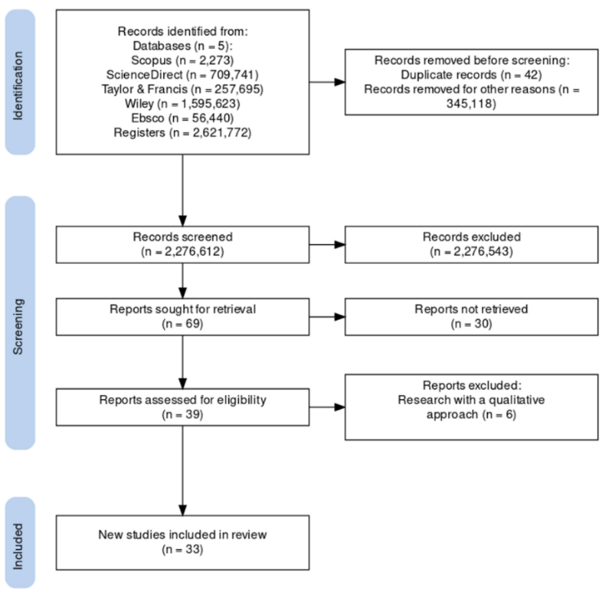 Identification
Records identified from:
Databases (n = 5):
Scopus (n = 2,273)
ScienceDirect (n = 709,741)
Taylor & Francis (n = 257,695)
Wiley (n = 1,595,623)
Ebsco (n = 56,440)
Registers (n = 2,621,772)
Records removed before screening:
Duplicate records (n = 42)
Records removed for other reasons (n =
345,118)
Screening
Records screened
(n = 2,276,612)
Records excluded
(n = 2,276,543)
Reports sought for retrieval
(n = 69)
Reports not retrieved
(n = 30)
Reports assessed for eligibility
(n = 39)
Reports excluded:
Research with a qualitative
approach (n = 6)
Included
New studies included in review
(n = 33)